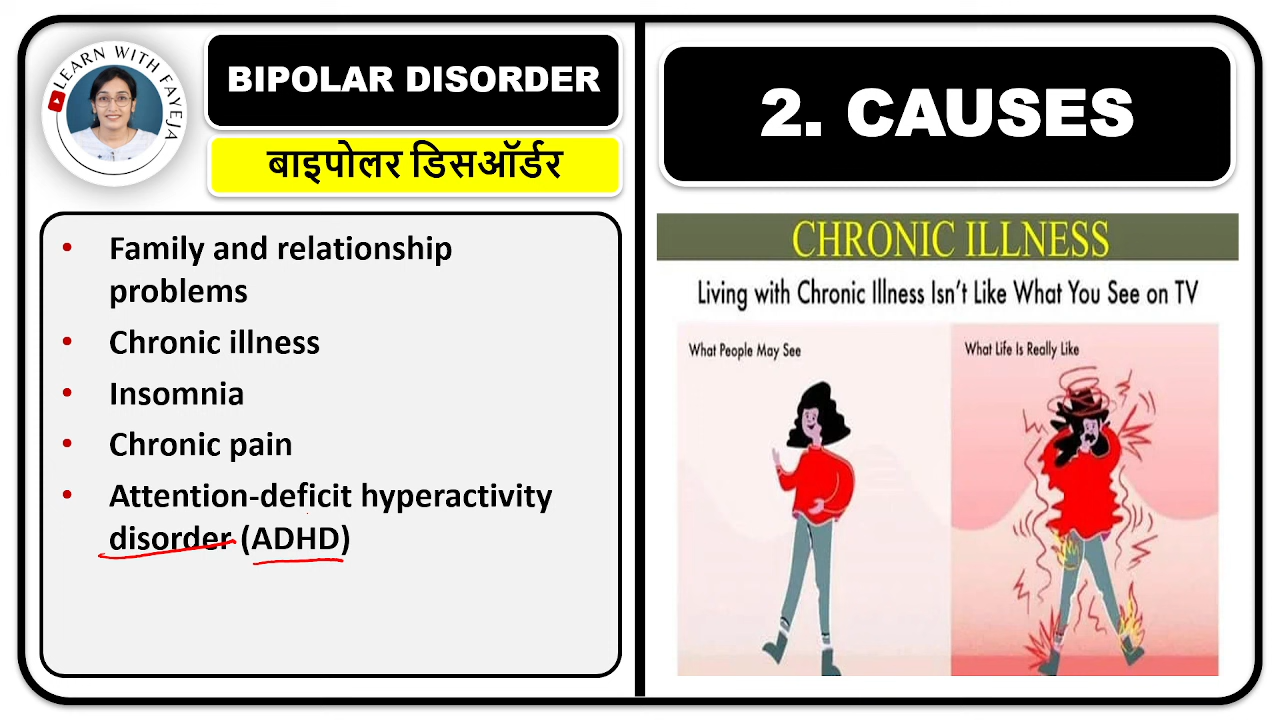 LEARN WITH FAYEJA
BIPOLAR DISORDER
बाइपोलर डिसऑर्डर
• Family and relationship
problems
• Chronic illness
• Insomnia
• Chronic pain
• Attention-deficit hyperactivity
disorder (ADHD)
2. CAUSES
CHRONIC ILLNESS
Living with Chronic Illness Isn't Like What You See on TV
What People May See
What Life Is Really Like